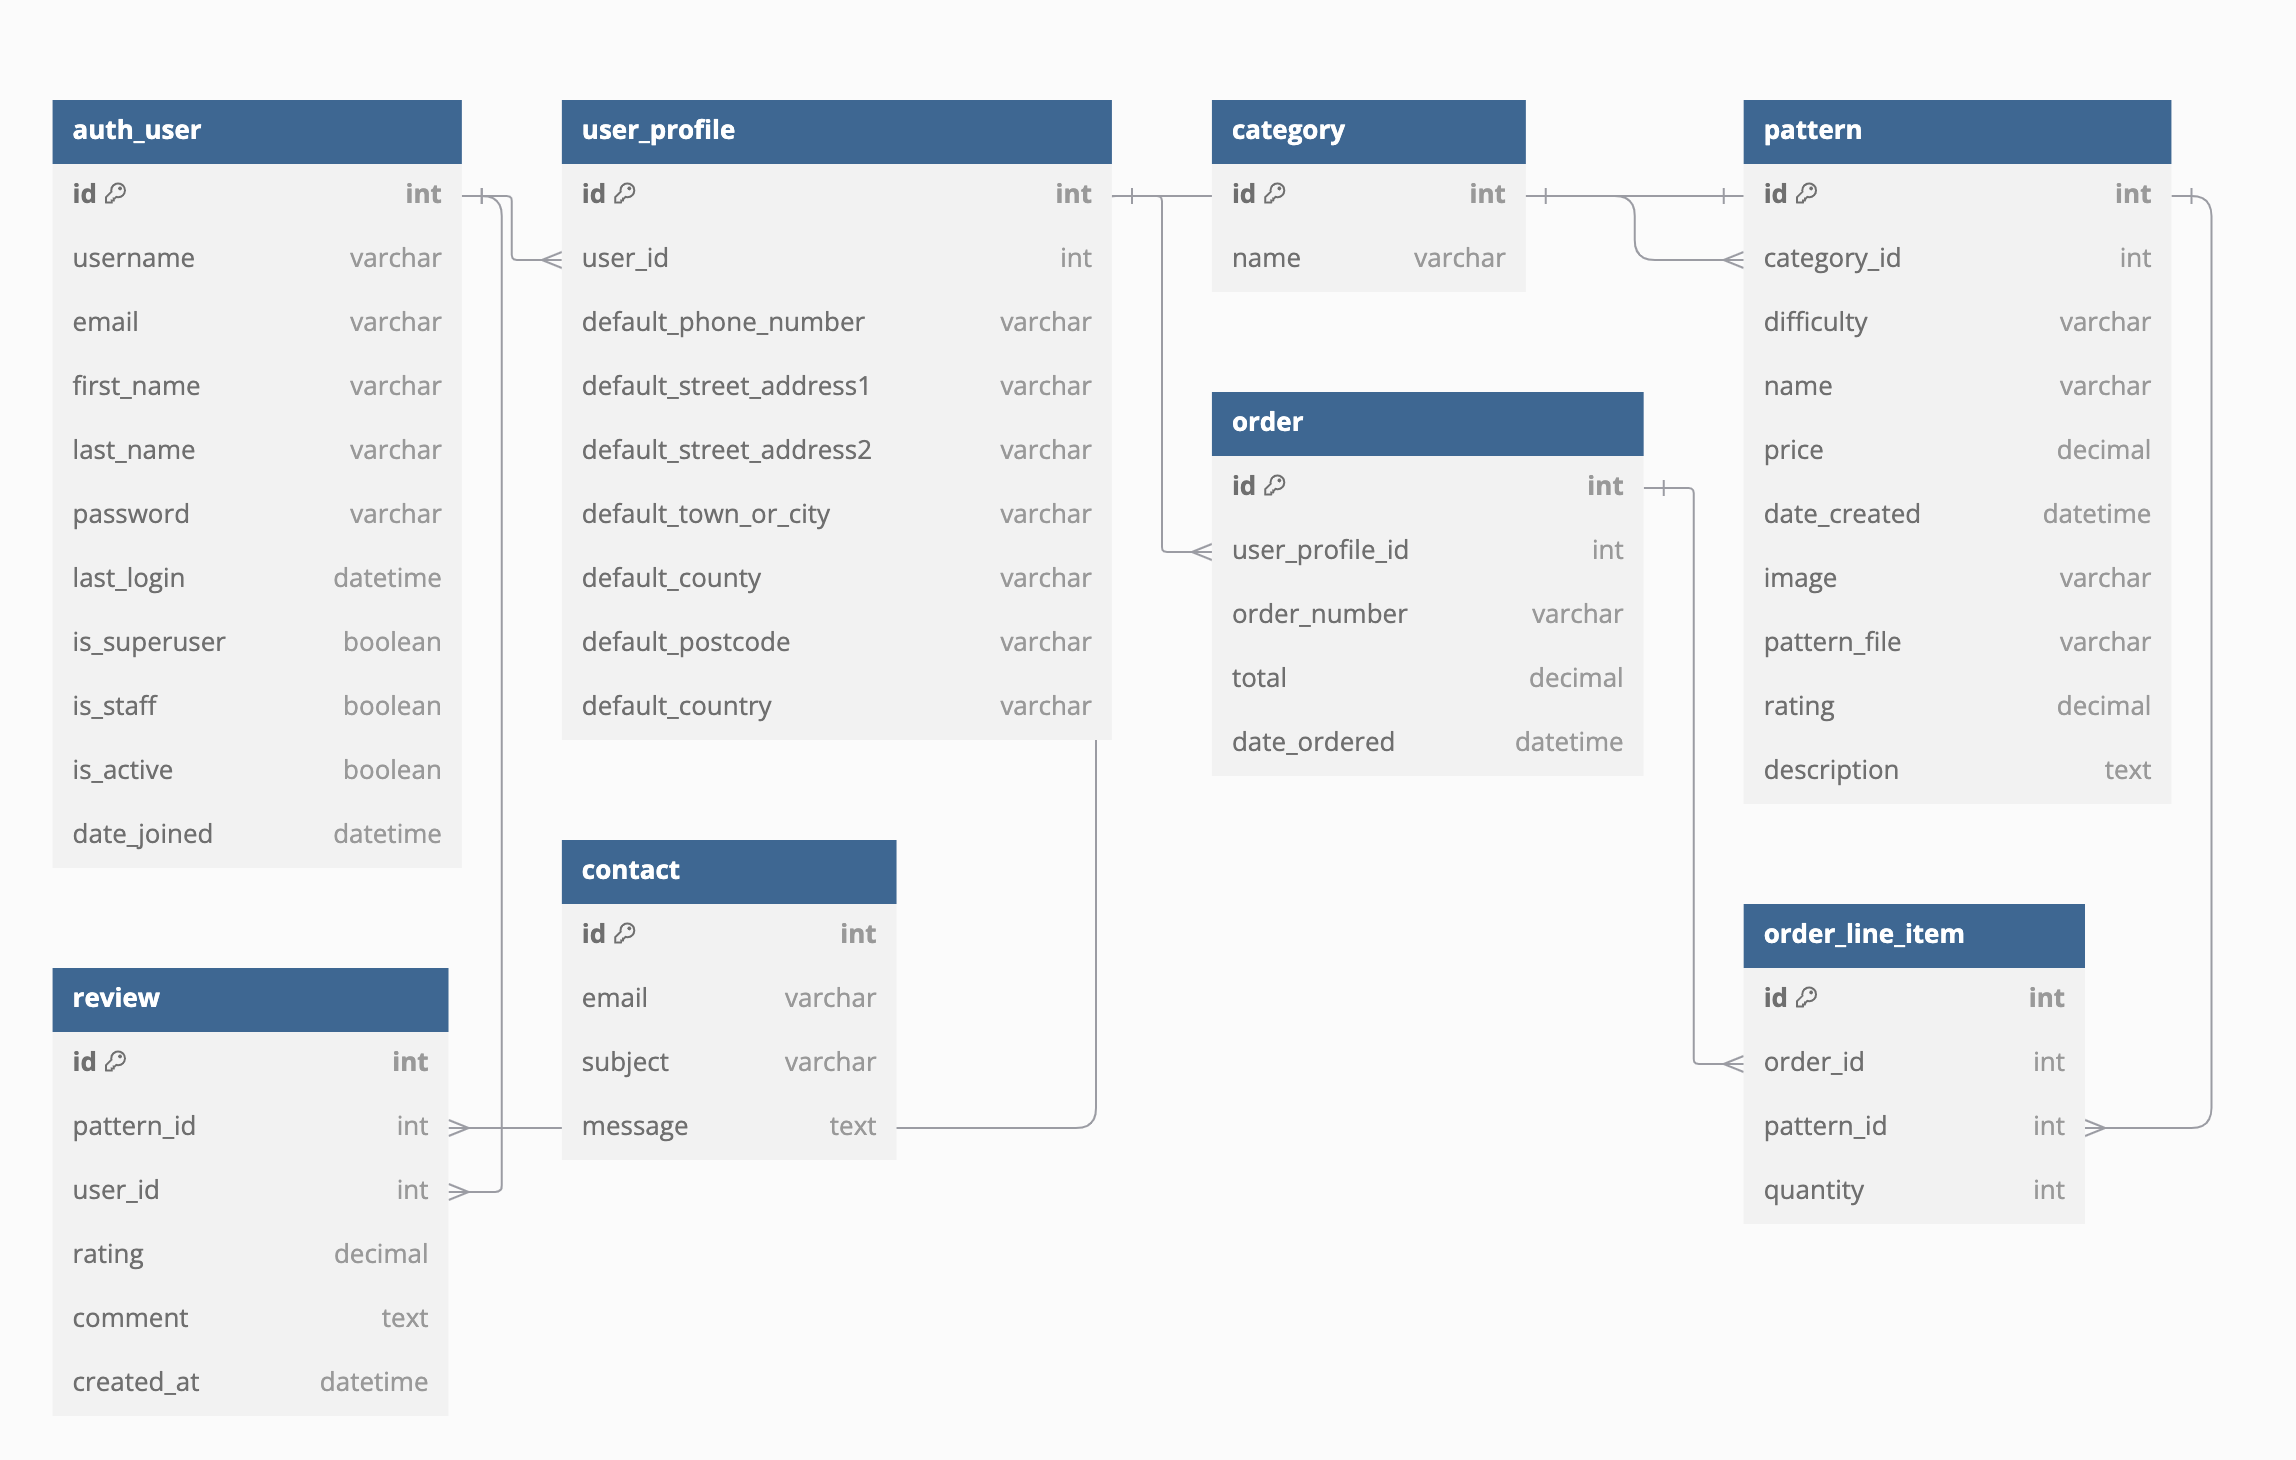 auth_user
id int
username varchar
email varchar
first_name varchar
last_name varchar
password varchar
last_login datetime
is_superuser boolean
is_staff boolean
is_active boolean
date_joined datetime
user_profile
id int
user_id int
default_phone_number varchar
default_street_address1 varchar
default_street_address2 varchar
default_town_or_city varchar
default_county varchar
default_postcode varchar
default_country varchar
category
id int
name varchar
pattern
id int
category_id int
difficulty varchar
name varchar
price decimal
date_created datetime
image varchar
pattern_file varchar
rating decimal
description text
order
id int
user_profile_id int
order_number varchar
total decimal
date_ordered datetime
contact
id int
email varchar
subject varchar
message text
order_line_item
id int
order_id int
pattern_id int
quantity int
review
id int
pattern_id int
user_id int
rating decimal
comment text
created_at datetime